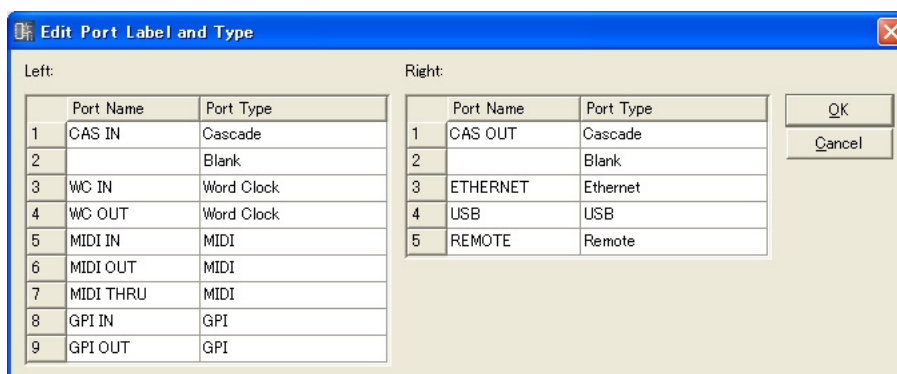 Edit Port Label and Type
Left: Right:
Port Name Port Type Port Name Port Type OK
1 CAS IN Cascade 1 CAS OUT Cascade Cancel
2 Blank 2 Blank
3 WC IN Word Clock 3 ETHERNET Ethernet
4 WC OUT Word Clock 4 USB USB
5 MIDI IN MIDI 5 REMOTE Remote
6 MIDI OUT MIDI
7 MIDI THRU MIDI
8 GPI IN GPI
9 GPI OUT GPI